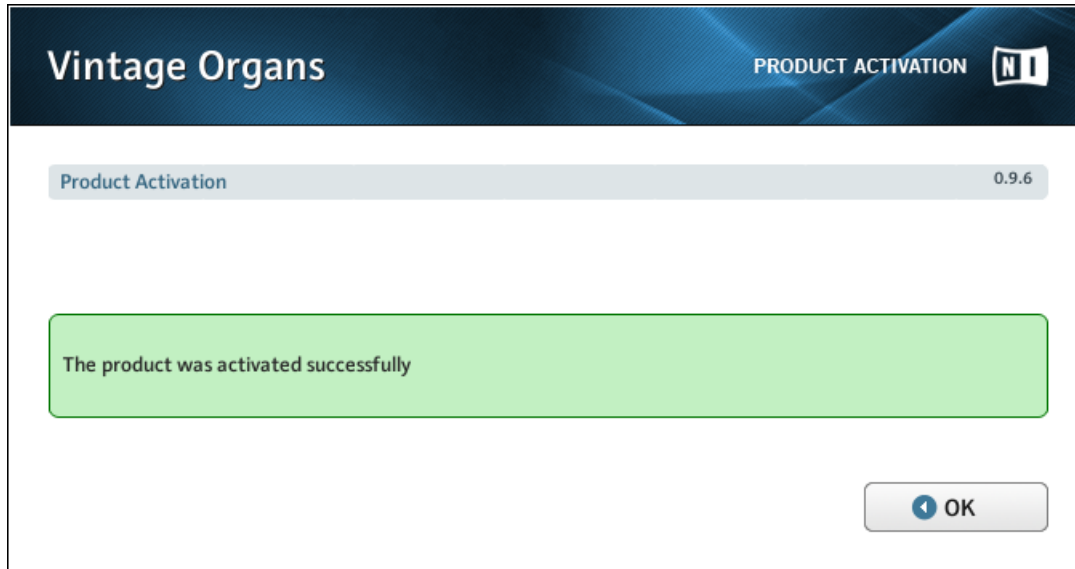 Vintage Organs
PRODUCT ACTIVATION NI
Product Activation 0.9.6
The product was activated successfully
OK